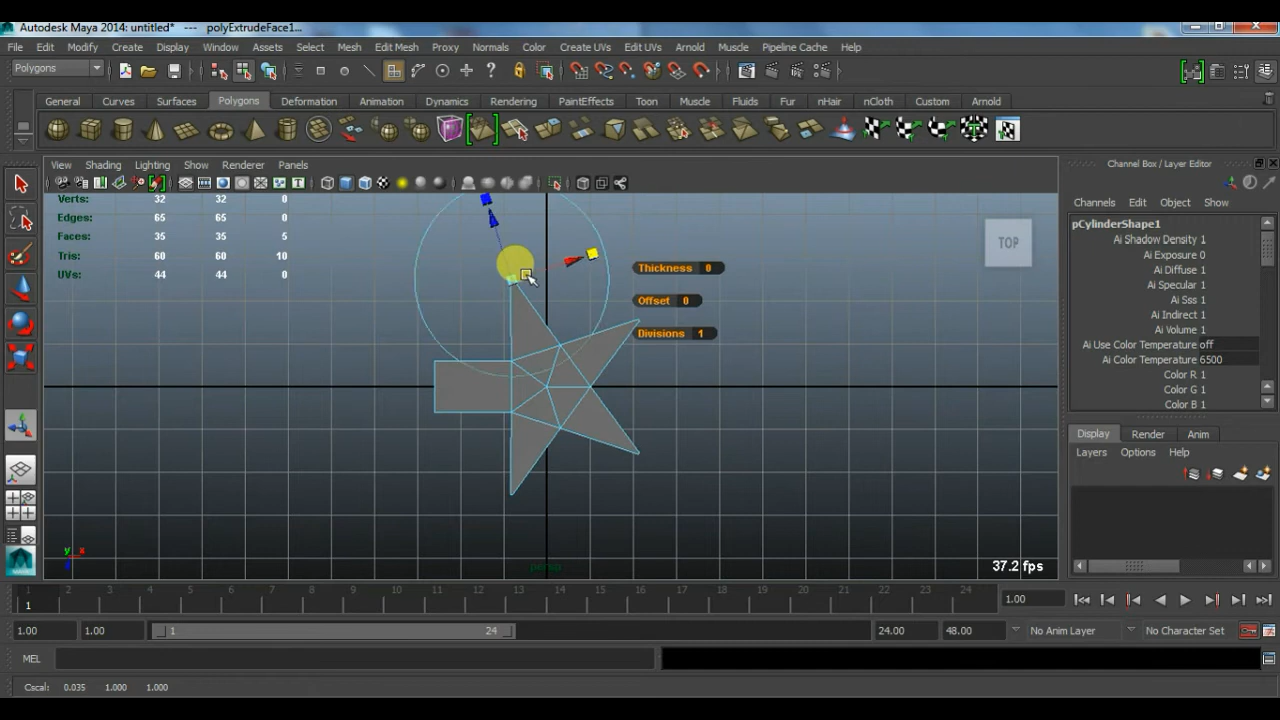 Autodesk Maya 2014: untitled* --- polyExtrudeFace1...
File Edit Modify Create Display Window Assets Select Mesh Edit Mesh Proxy Normals Color Create UVs Edit UVs Arnold Muscle Pipeline Cache Help
Polygons
General Curves Surfaces Polygons Deformation Animation Dynamics Rendering PaintEffects Toon Muscle Fluids Fur nHair nCloth Custom Arnold
View Shading Lighting Show Renderer Panels
Verts: 32 32 0
Edges: 65 65 0
Faces: 35 35 5
Tris: 60 60 10
UVs: 44 44 0
Thickness 0
Offset 0
Divisions 1
TOP
y x
persp
37.2 fps
Channel Box / Layer Editor
Channels Edit Object Show
pCylinderShape1
Ai Shadow Density 1
Ai Exposure 0
Ai Diffuse 1
Ai Specular 1
Ai Sss 1
Ai Indirect 1
Ai Volume 1
Ai Use Color Temperature off
Ai Color Temperature 6500
Color R 1
Color G 1
Color B 1
Display Render Anim
Layers Options Help
1 2 3 4 5 6 7 8 9 10 11 12 13 14 15 16 17 18 19 20 21 22 23 24
1
1.00
1.00 1.00 1 24 24.00 48.00 No Anim Layer No Character Set
MEL
Cscal: 0.035 1.000 1.000